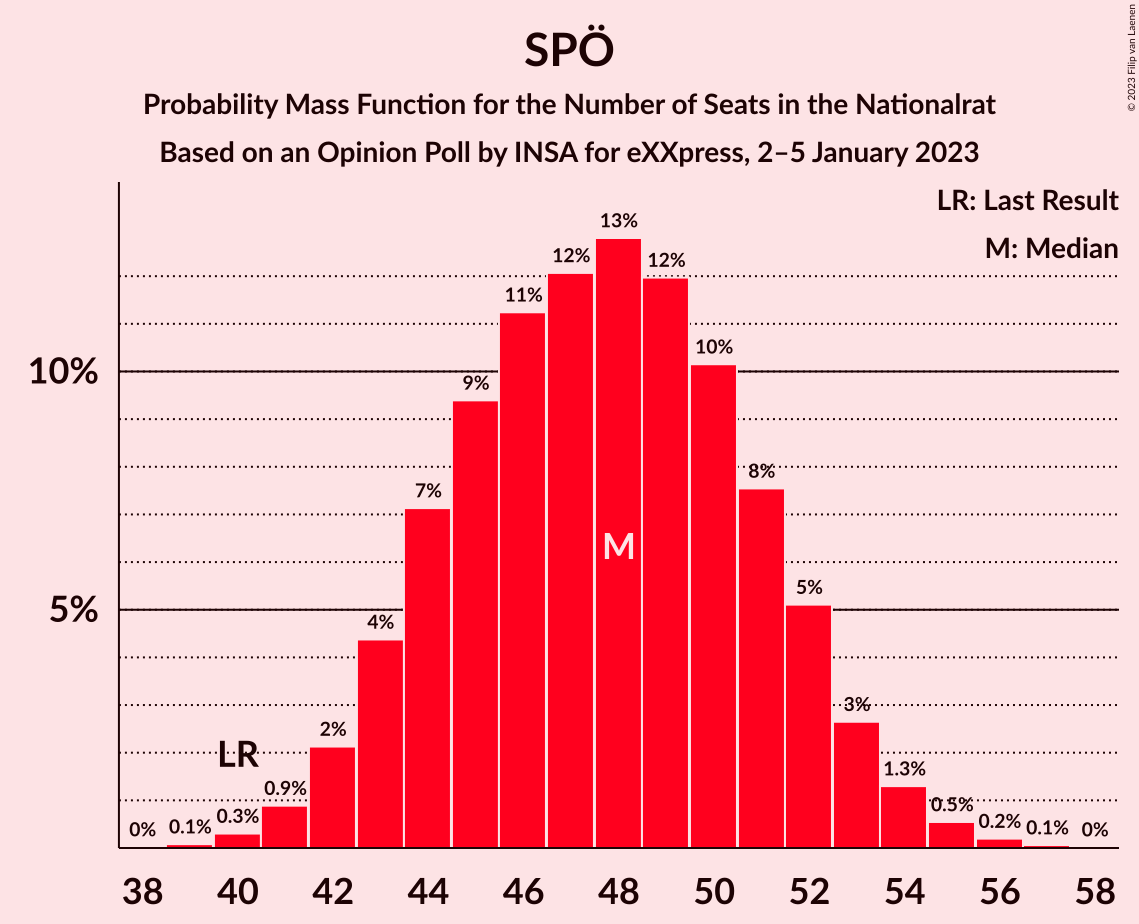 SPÖ
Probability Mass Function for the Number of Seats in the Nationalrat
Based on an Opinion Poll by INSA for eXXpress, 2–5 January 2023
© 2023 Filip van Laenen
LR: Last Result
M: Median
13%
12%
12%
11%
10%
10%
9%
8%
7%
M
5%
5%
4%
3%
2%
LR
1.3%
0.9%
0.5%
0.3%
0.2%
0%
0.1%
0.1%
0%
38 40 42 44 46 48 50 52 54 56 58